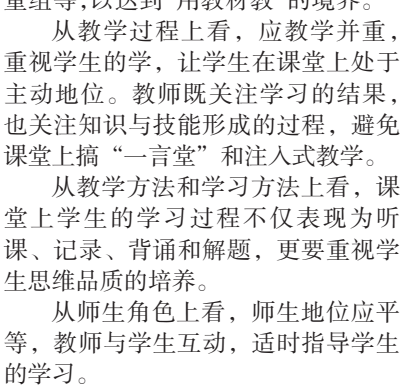 重组等，以达到“用教材教”的境界。
从教学过程上看，应教学并重，
重视学生的学，让学生在课堂上处于
主动地位。教师既关注学习的结果，
也关注知识与技能形成的过程，避免
课堂上搞“一言堂”和注入式教学。
从教学方法和学习方法上看，课
堂上学生的学习过程不仅表现为听
课、记录、背诵和解题，更要重视学
生思维品质的培养。
从师生角色上看，师生地位应平
等，教师与学生互动，适时指导学生
的学习。